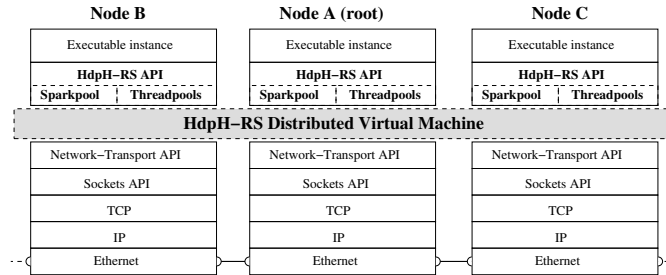 Node B Node A (root) Node C
Executable instance Executable instance Executable instance
HdpH−RS API HdpH−RS API HdpH−RS API
Sparkpool Threadpools Sparkpool Threadpools Sparkpool Threadpools
HdpH−RS Distributed Virtual Machine
Network−Transport API Network−Transport API Network−Transport API
Sockets API Sockets API Sockets API
TCP TCP TCP
IP IP IP
Ethernet Ethernet Ethernet